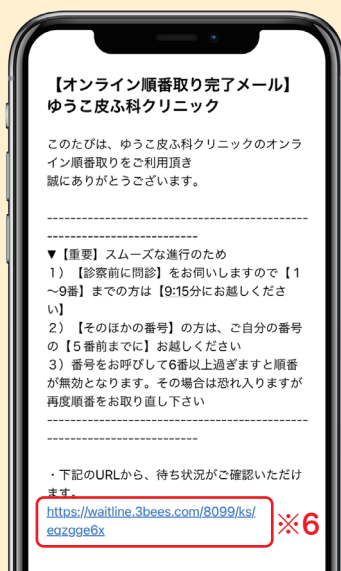 【オンライン順番取り完了メール】
ゆうこ皮ふ科クリニック
このたびは、ゆうこ皮ふ科クリニックのオンラ
イン順番取りをご利用頂き
誠にありがとうございます。
----------------------------------------------
--------------------------
▼【重要】スムーズな進行のため
1）【診察前に問診】をお伺いしますので【1
～9番】までの方は【9:15分にお越しくださ
い】
2）【そのほかの番号】の方は、ご自分の番号
の【5番前までに】お越しください
3）番号をお呼びして6番以上過ぎますと順番
が無効となります。その場合は恐れ入りますが
再度順番をお取り直し下さい
----------------------------------------------
--------------------------
・下記のURLから、待ち状況がご確認いただけ
ます。
https://waitline.3bees.com/8099/ks/
eqzgge6x
※6